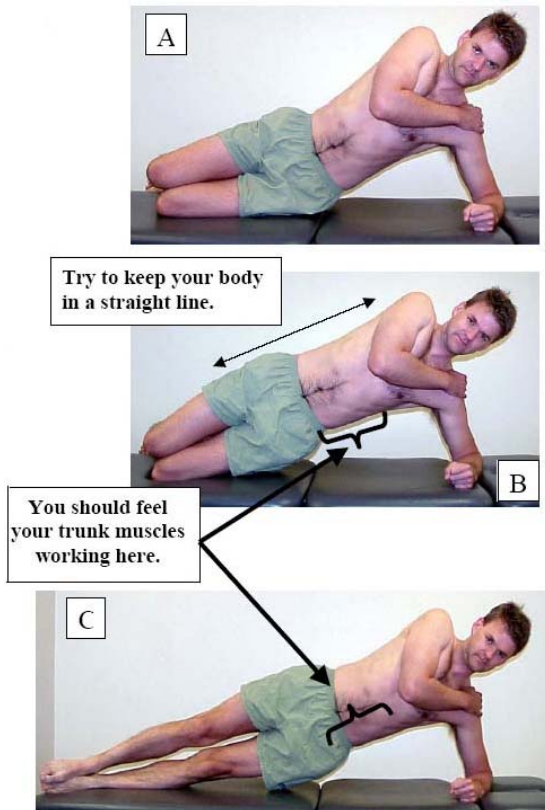 A
Try to keep your body
in a straight line.
B
You should feel
your trunk muscles
working here.
C